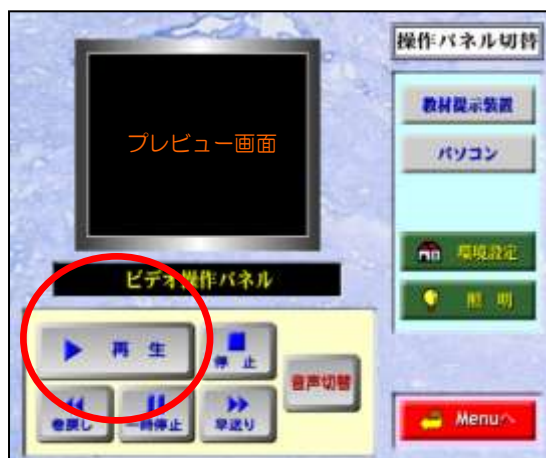 操作パネル切替
プレビュー画面
教材提示装置
パソコン
環境設定
照明
ビデオ操作パネル
再生
停止
音声切替
巻戻し
一時停止
早送り
Menuへ